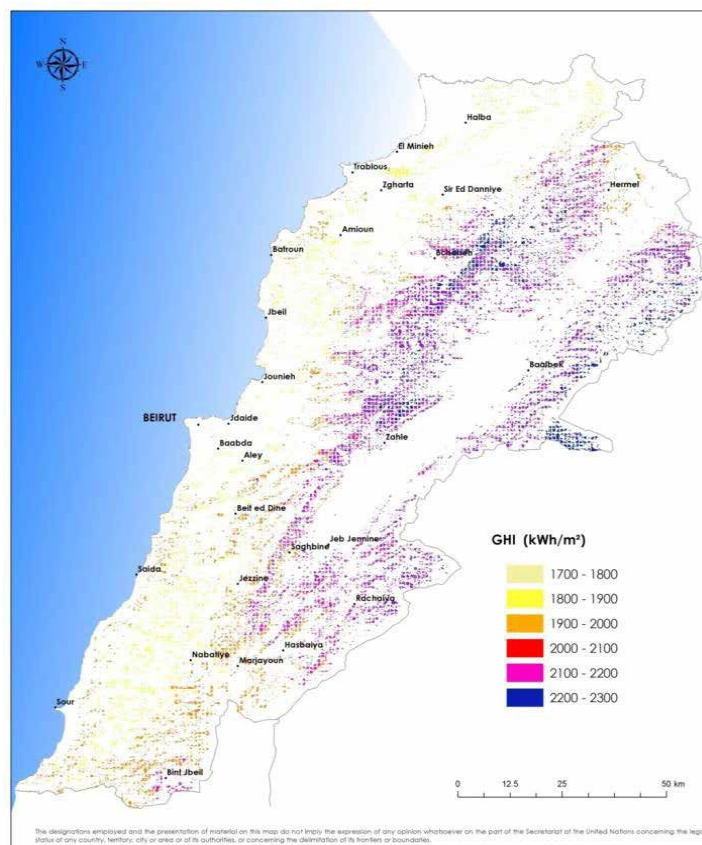 N
W E
S
Halba
El Minieh
Trablous
Zgharta
Sir Ed Danniye
Hermel
Amioun
Batroun
Bcharreh
Jbeil
Baalbek
Jounieh
BEIRUT
Jdaide
Baabda
Zahle
Aley
Beit ed Dine
GHI (kWh/m²)
Jeb Jennine
Saghbine
Saida
1700 - 1800
Jezzine
1800 - 1900
Rachaiya
1900 - 2000
2000 - 2100
Hasbaiya
Nabatiye
Marjayoun
2100 - 2200
2200 - 2300
Sour
Bint Jbeil
0 12.5 25 50 km
The designations employed and the presentation of material on this map do not imply the expression of any opinion whatsoever on the part of the Secretariat of the United Nations concerning the lega
status of any country, territory, city or area or of its authorities, or concerning the delimitation of its frontiers or boundaries.